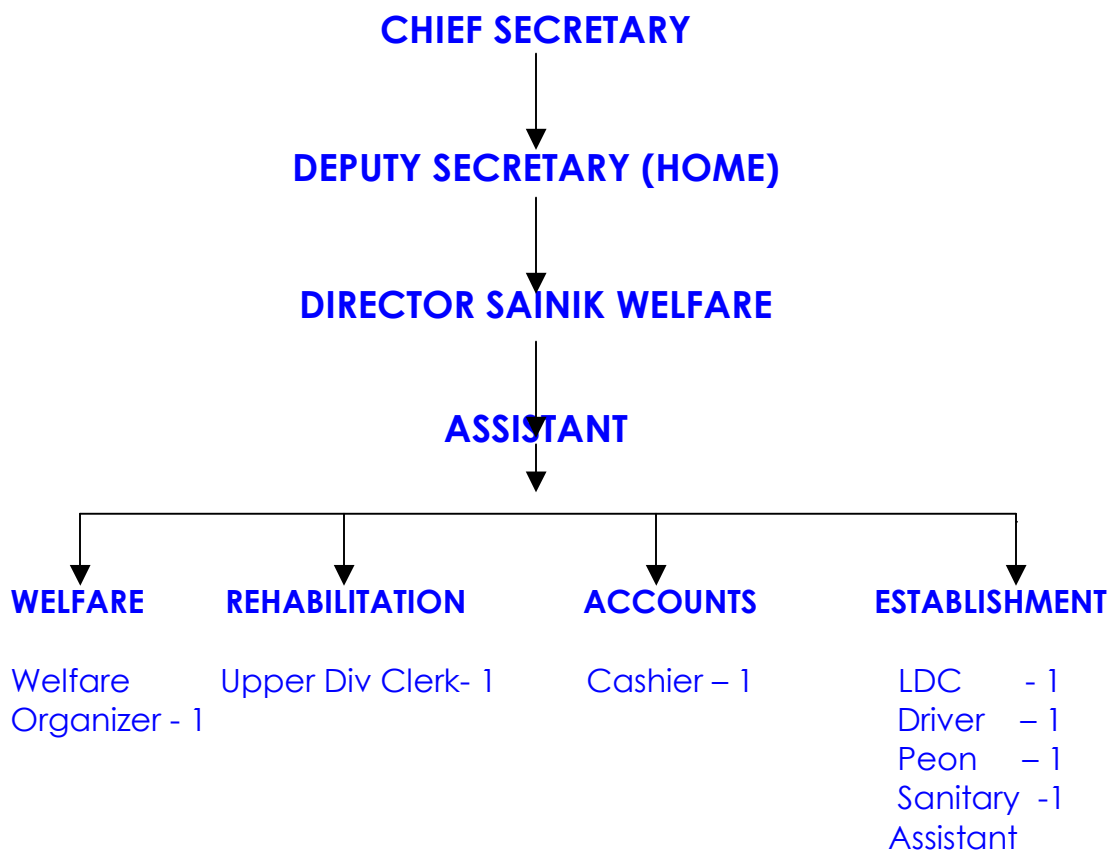 CHIEF SECRETARY
DEPUTY SECRETARY (HOME)
DIRECTOR SAINIK WELFARE
ASSISTANT
WELFARE
Welfare
Organizer - 1
REHABILITATION
Upper Div Clerk- 1
ACCOUNTS
Cashier – 1
ESTABLISHMENT
LDC - 1
Driver – 1
Peon – 1
Sanitary -1
Assistant